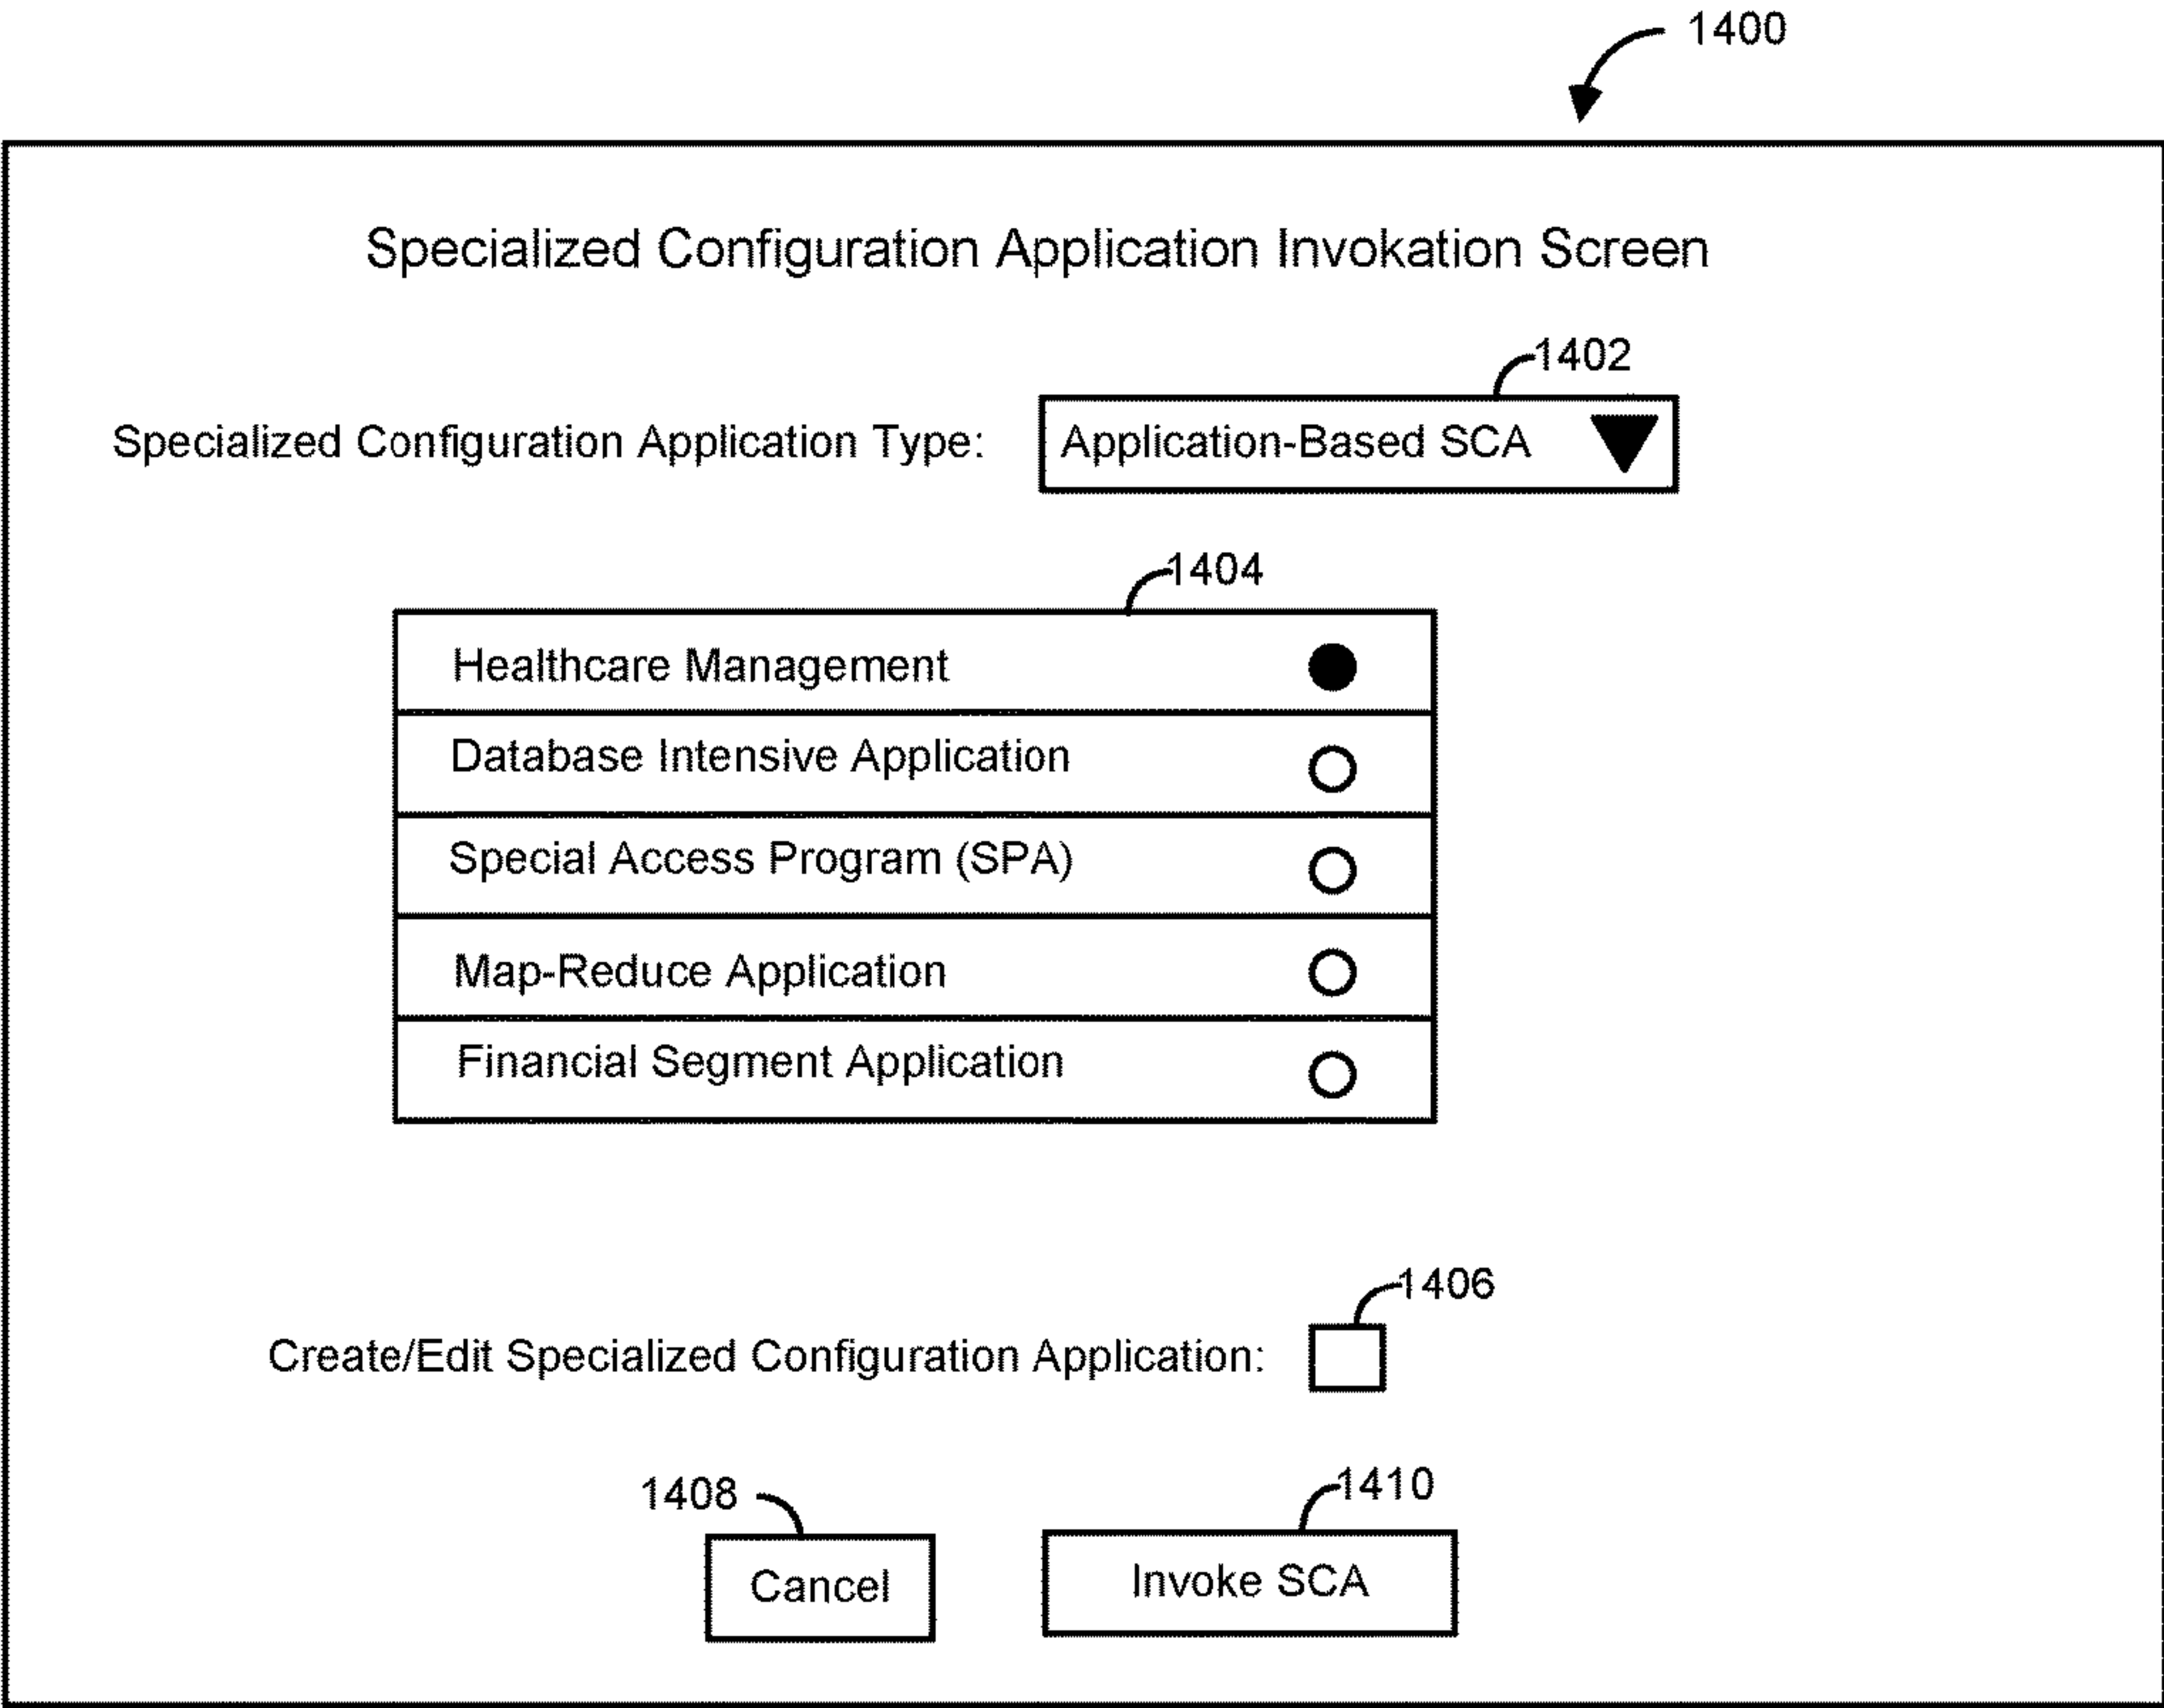 1400
Specialized Configuration Application Invokation Screen
1402
Specialized Configuration Application Type: Application-Based SCA
1404
Healthcare Management
Database Intensive Application
Special Access Program (SPA)
Map-Reduce Application
Financial Segment Application
1406
Create/Edit Specialized Configuration Application:
1408 1410
Cancel Invoke SCA